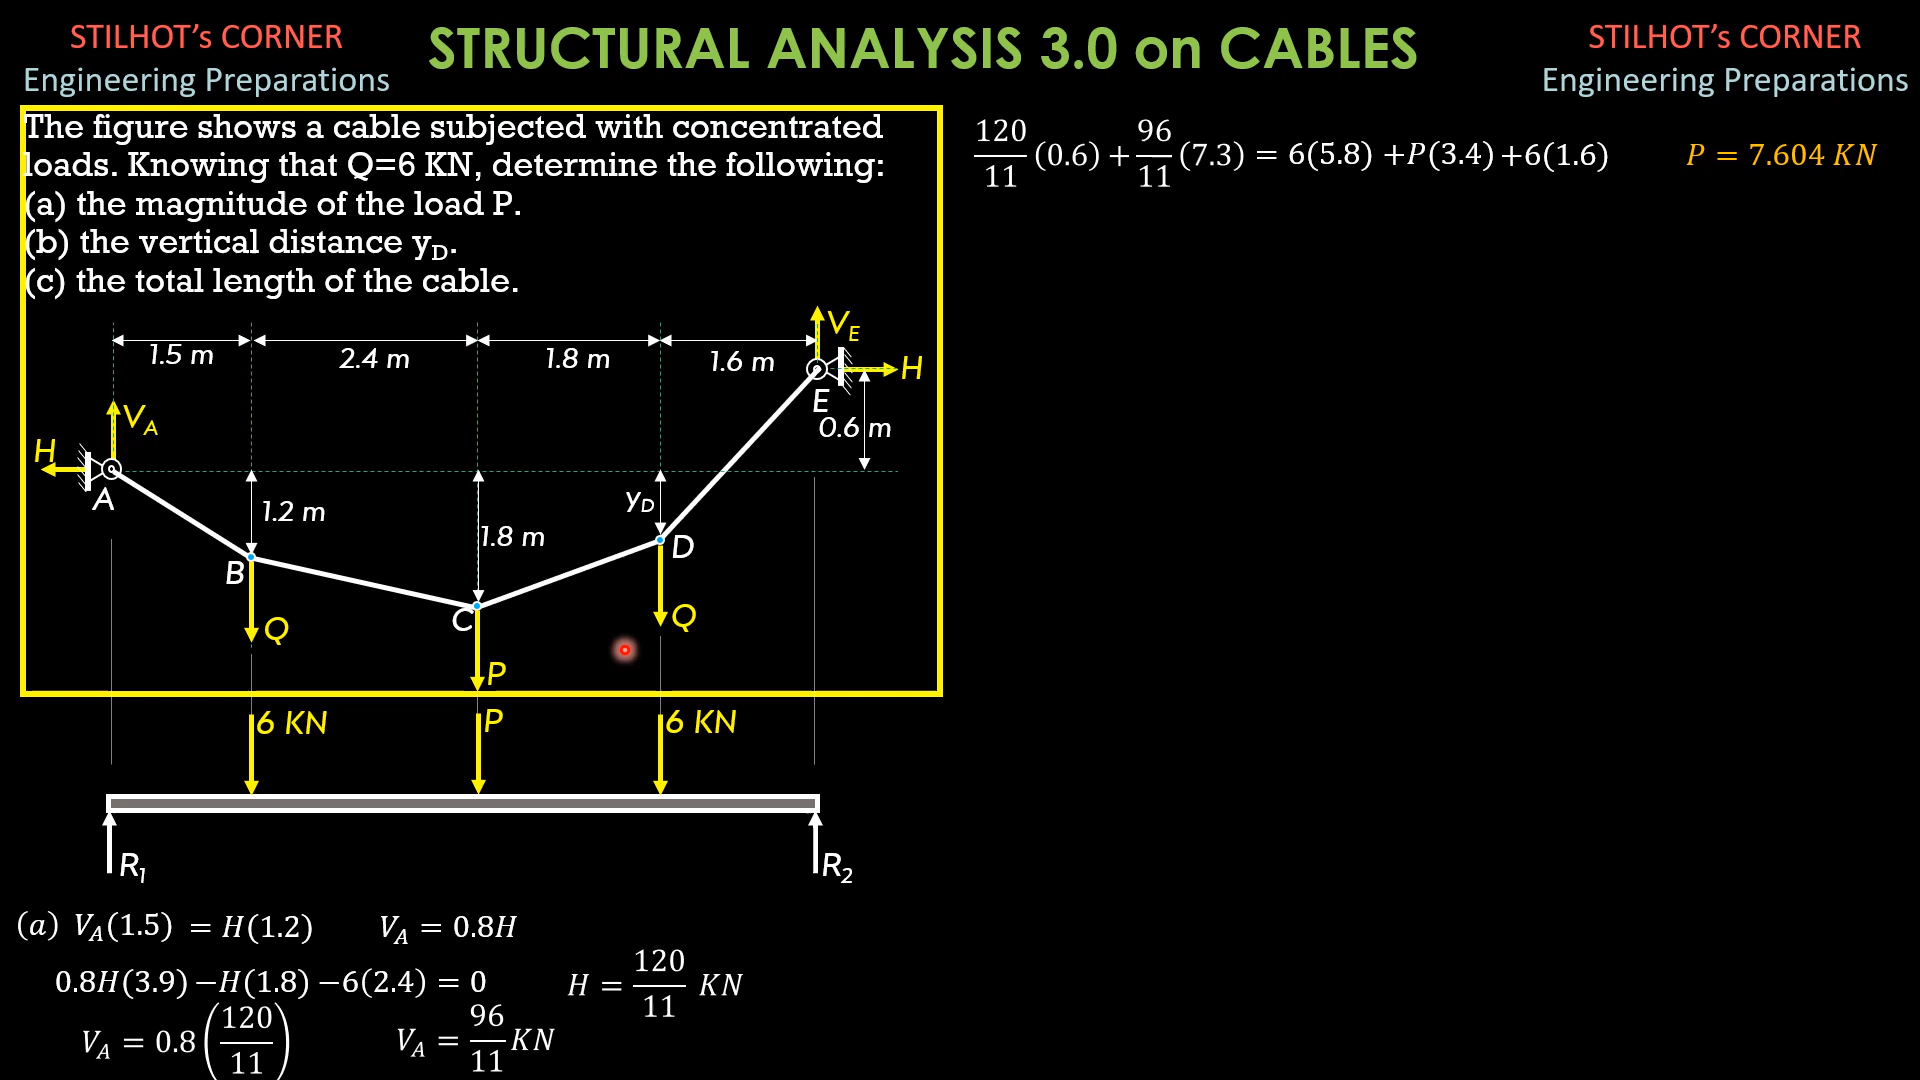 STILHOT's CORNER
Engineering Preparations
STRUCTURAL ANALYSIS 3.0 on CABLES
STILHOT's CORNER
Engineering Preparations
The figure shows a cable subjected with concentrated
loads. Knowing that Q=6 KN, determine the following:
(a) the magnitude of the load P.
(b) the vertical distance y_D.
(c) the total length of the cable.
120/11 (0.6) + 96/11 (7.3) = 6(5.8) +P(3.4) +6(1.6) P = 7.604 KN
V_E
1.5 m 2.4 m 1.8 m 1.6 m
H
E
V_A
0.6 m
H
A
1.2 m
y_D
1.8 m
D
B
C
Q
Q
P
6 KN
P
6 KN
R_1
R_2
(a) V_A(1.5) = H(1.2) V_A = 0.8H
0.8H(3.9) −H(1.8) −6(2.4) = 0 H = 120/11 KN
V_A = 0.8 (120/11) V_A = 96/11 KN